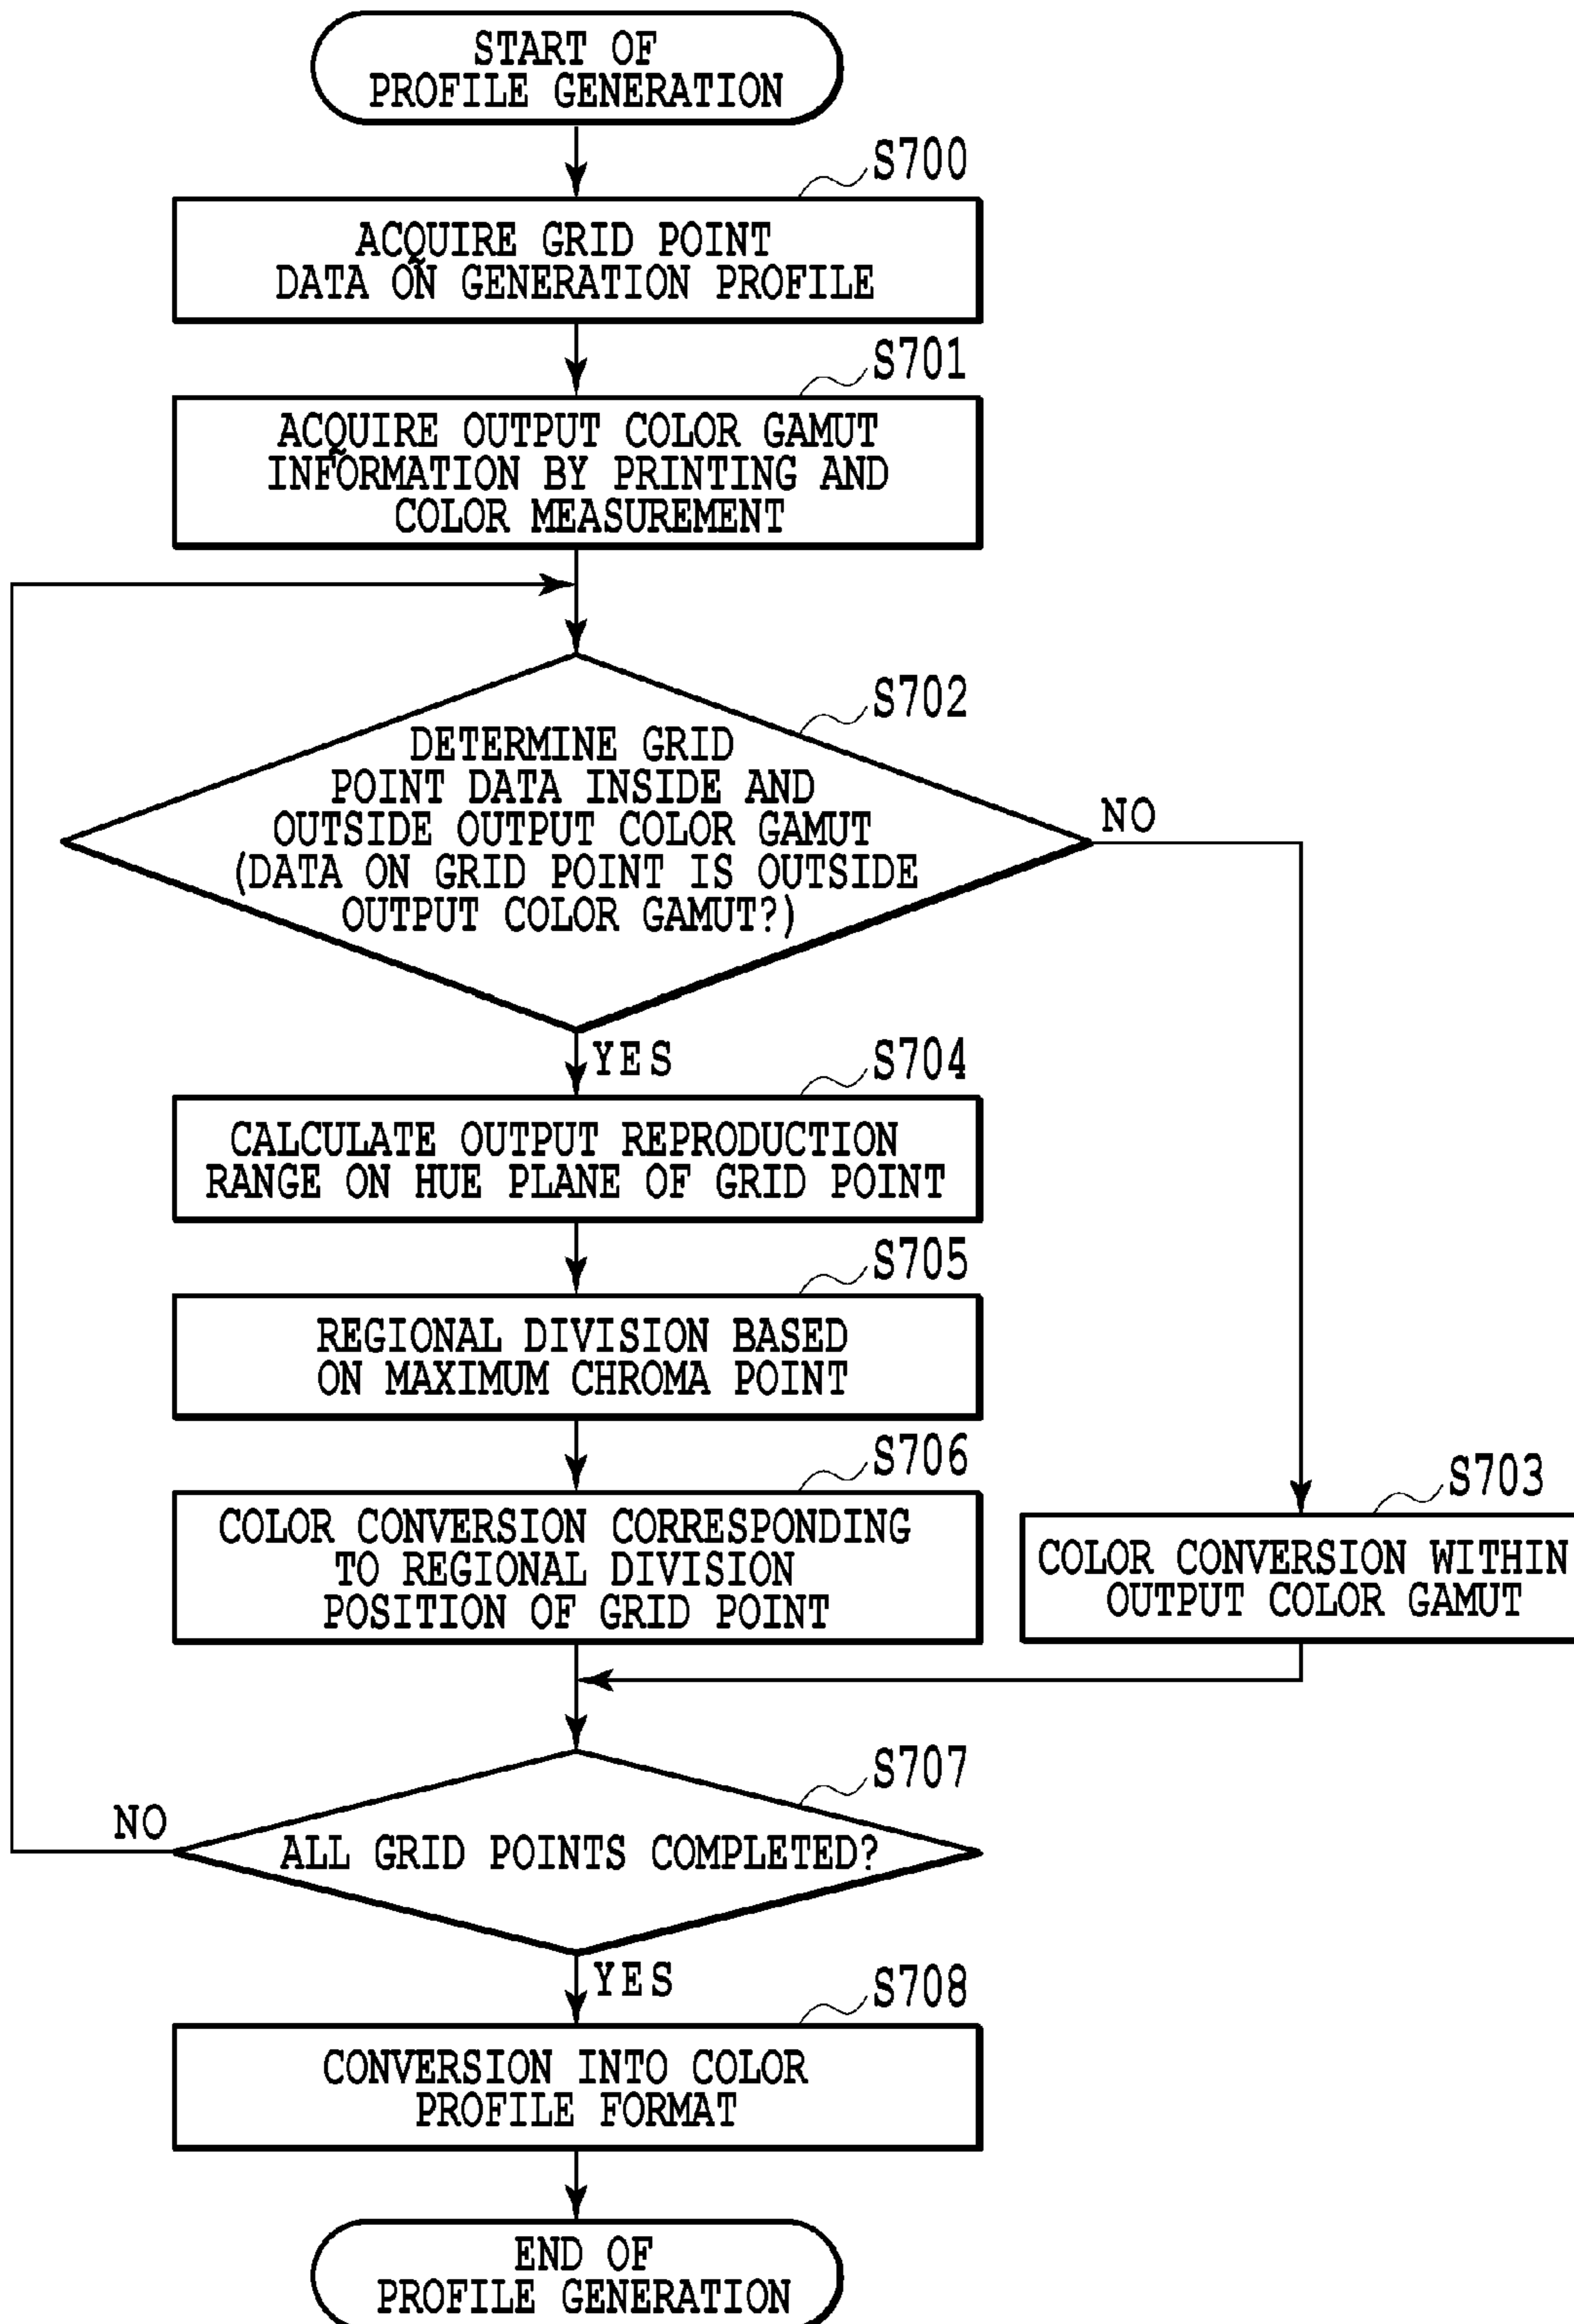 START OF
PROFILE GENERATION
S700
ACQUIRE GRID POINT
DATA ON GENERATION PROFILE
S701
ACQUIRE OUTPUT COLOR GAMUT
INFORMATION BY PRINTING AND
COLOR MEASUREMENT
S702
DETERMINE GRID
POINT DATA INSIDE AND
OUTSIDE OUTPUT COLOR GAMUT
(DATA ON GRID POINT IS OUTSIDE
OUTPUT COLOR GAMUT?)
NO
YES
S704
CALCULATE OUTPUT REPRODUCTION
RANGE ON HUE PLANE OF GRID POINT
S705
REGIONAL DIVISION BASED
ON MAXIMUM CHROMA POINT
S706
COLOR CONVERSION CORRESPONDING
TO REGIONAL DIVISION
POSITION OF GRID POINT
S703
COLOR CONVERSION WITHIN
OUTPUT COLOR GAMUT
S707
NO
ALL GRID POINTS COMPLETED?
YES
S708
CONVERSION INTO COLOR
PROFILE FORMAT
END OF
PROFILE GENERATION